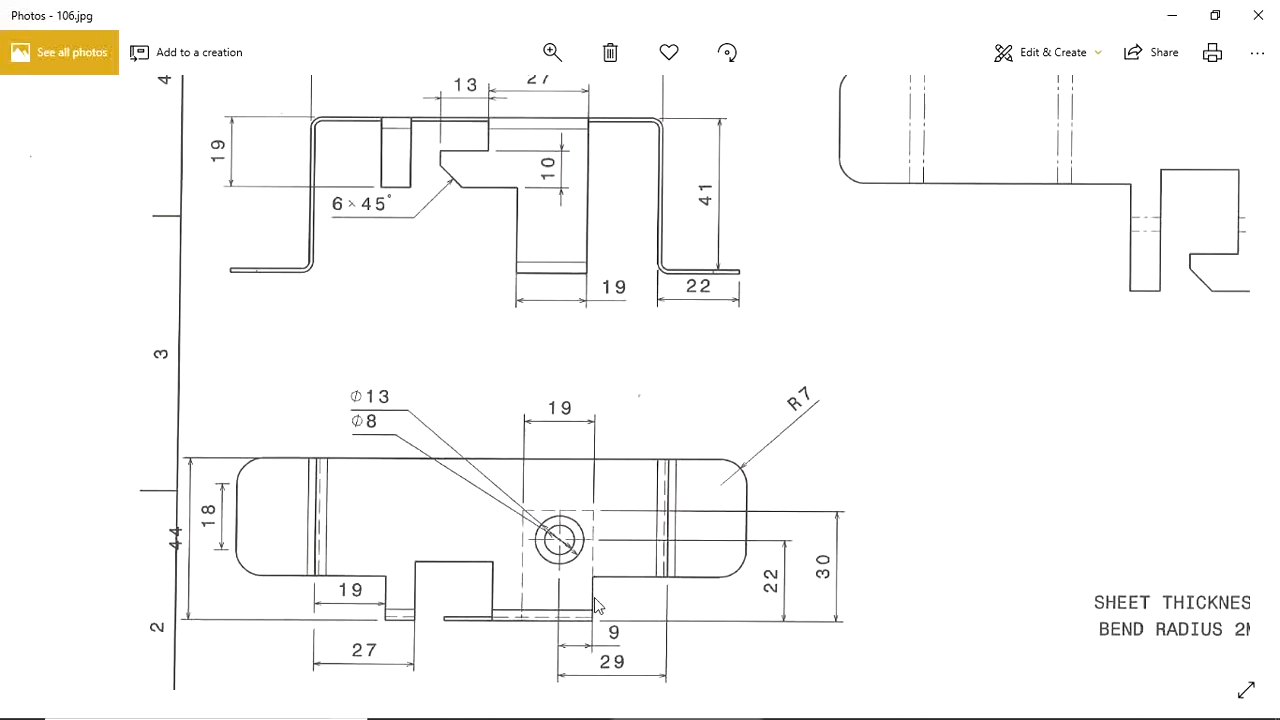 Photos - 106.jpg
See all photos
Add to a creation
Edit & Create
Share
4
13
27
19
10
6×45°
41
19
22
3
Φ13
Φ8
19
R7
18
44
19
22
30
SHEET THICKNES
BEND RADIUS 2
2
9
27
29